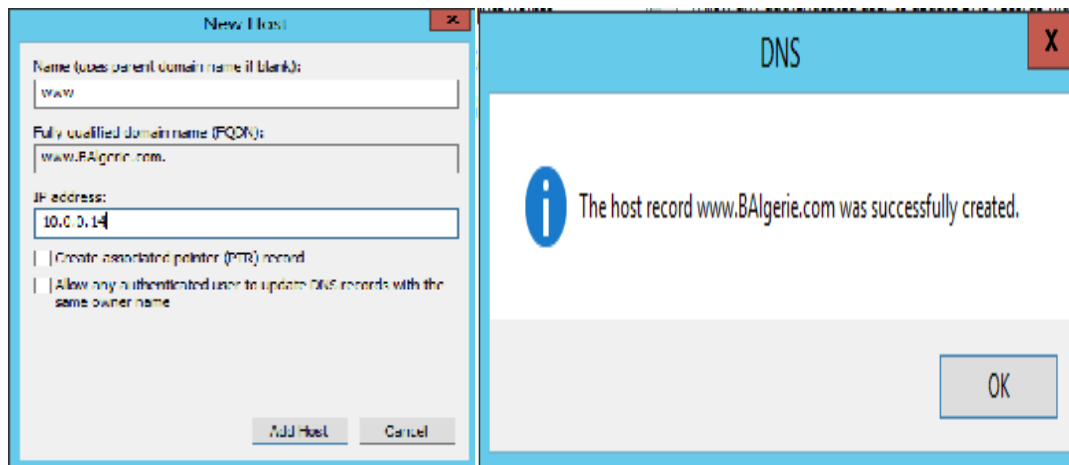 New Host
x
Name (uses parent domain name if blank):
www
Fully qualified domain name (FQDN):
www.BAlgerie.com.
IP address:
10.0.0.14
Create associated pointer (PTR) record
Allow any authenticated user to update DNS records with the
same owner name
Add Host
Cancel
DNS
X
The host record www.BAlgerie.com was successfully created.
OK